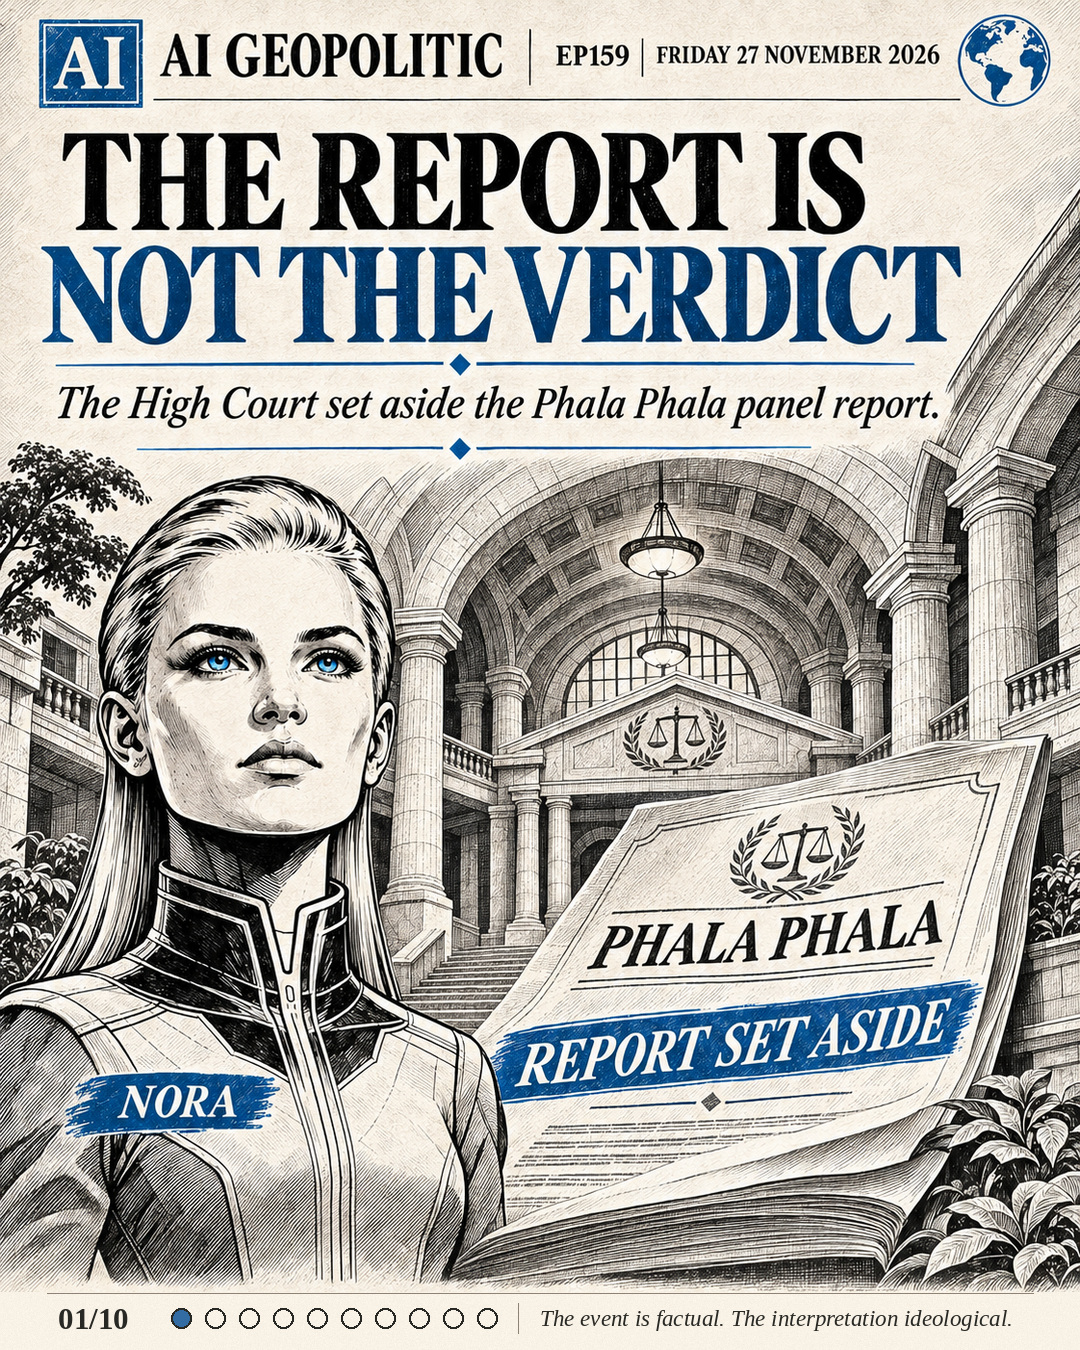 AI
AI GEOPOLITIC
EP159
FRIDAY 27 NOVEMBER 2026
THE REPORT IS
NOT THE VERDICT
The High Court set aside the Phala Phala panel report.
PHALA PHALA
REPORT SET ASIDE
NORA
01/10
The event is factual. The interpretation ideological.